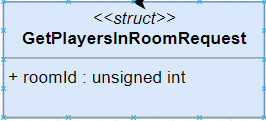 <<struct>>
GetPlayersInRoomRequest
+ roomId : unsigned int